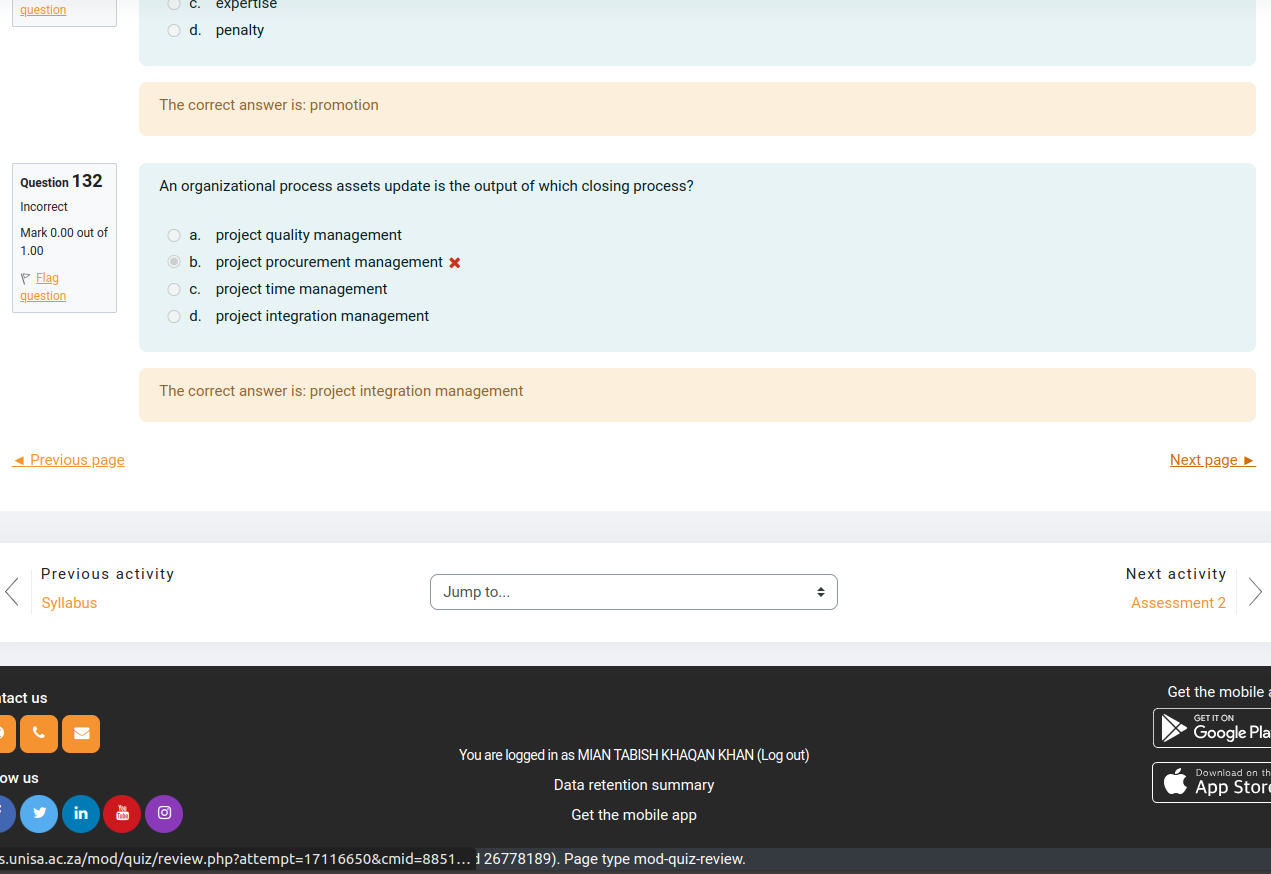 question
c. expertise
d. penalty
The correct answer is: promotion
Question 132
Incorrect
Mark 0.00 out of
1.00
Flag
question
An organizational process assets update is the output of which closing process?
a. project quality management
b. project procurement management
c. project time management
d. project integration management
The correct answer is: project integration management
◄ Previous page
Next page ►
Previous activity
Syllabus
Jump to...
Next activity
Assessment 2
tact us
ow us
You are logged in as MIAN TABISH KHAQAN KHAN (Log out)
Data retention summary
Get the mobile app
Get the mobile a
GET IT ON
Google Pla
Download on th
App Stor
in
You
Tube
s.unisa.ac.za/mod/quiz/review.php?attempt=17116650&cmid=8851...
26778189). Page type mod-quiz-review.